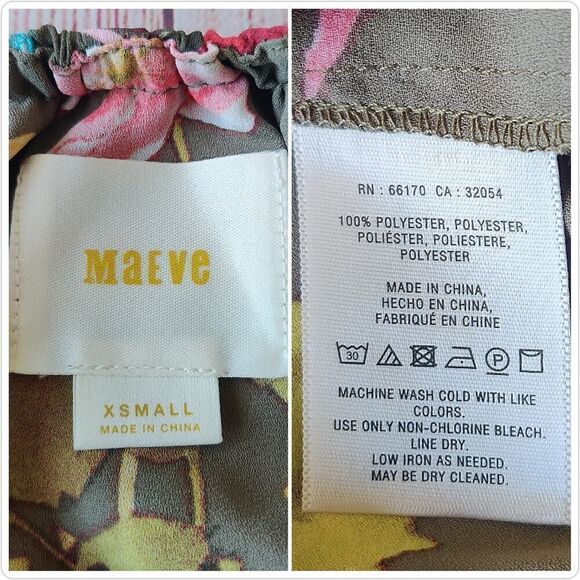 MaEve
XSMALL
MADE IN CHINA
RN : 66170 CA : 32054
100% POLYESTER, POLYESTER,
POLIÉSTER, POLIESTERE,
POLYESTER
MADE IN CHINA,
HECHO EN CHINA,
FABRIQUÉ EN CHINE
30
P
MACHINE WASH COLD WITH LIKE
COLORS.
USE ONLY NON-CHLORINE BLEACH.
LINE DRY.
LOW IRON AS NEEDED.
MAY BE DRY CLEANED.